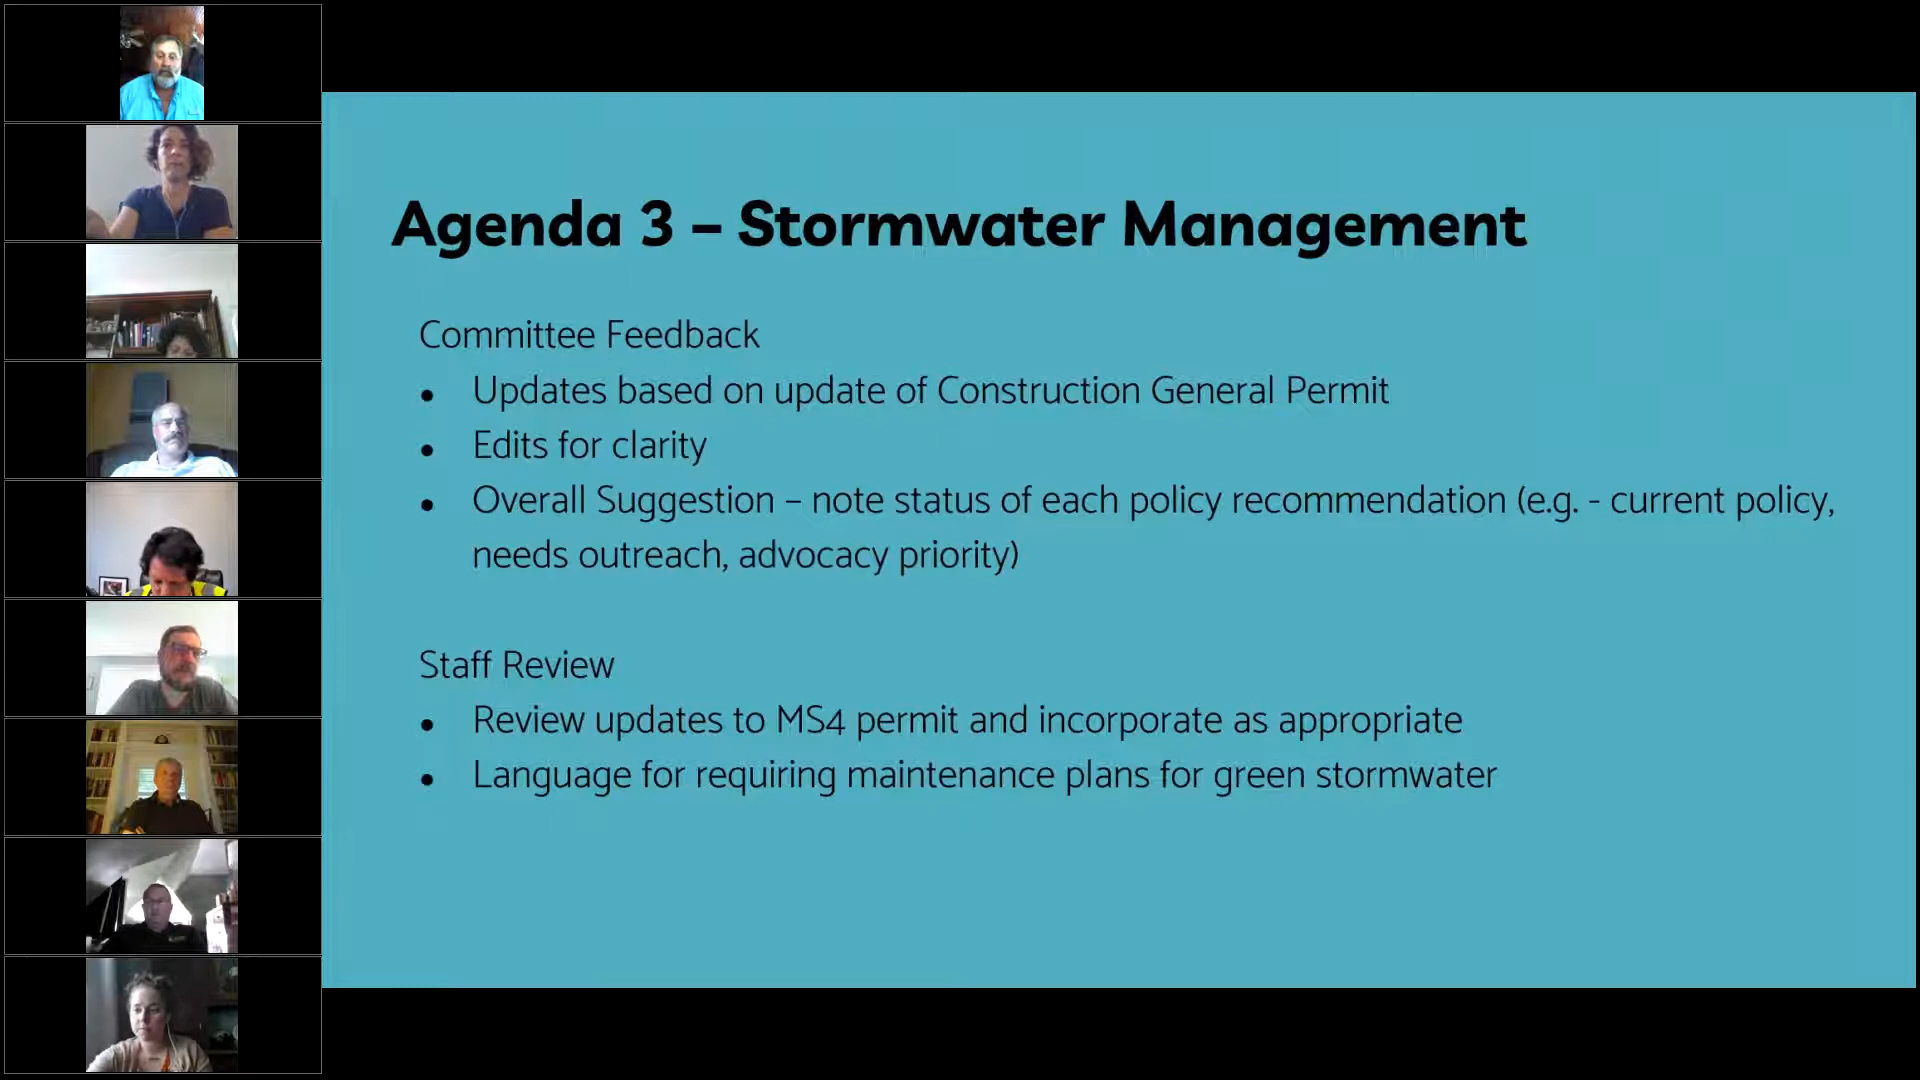 Agenda 3 – Stormwater Management
Committee Feedback
● Updates based on update of Construction General Permit
● Edits for clarity
● Overall Suggestion – note status of each policy recommendation (e.g. - current policy,
needs outreach, advocacy priority)
Staff Review
● Review updates to MS4 permit and incorporate as appropriate
● Language for requiring maintenance plans for green stormwater